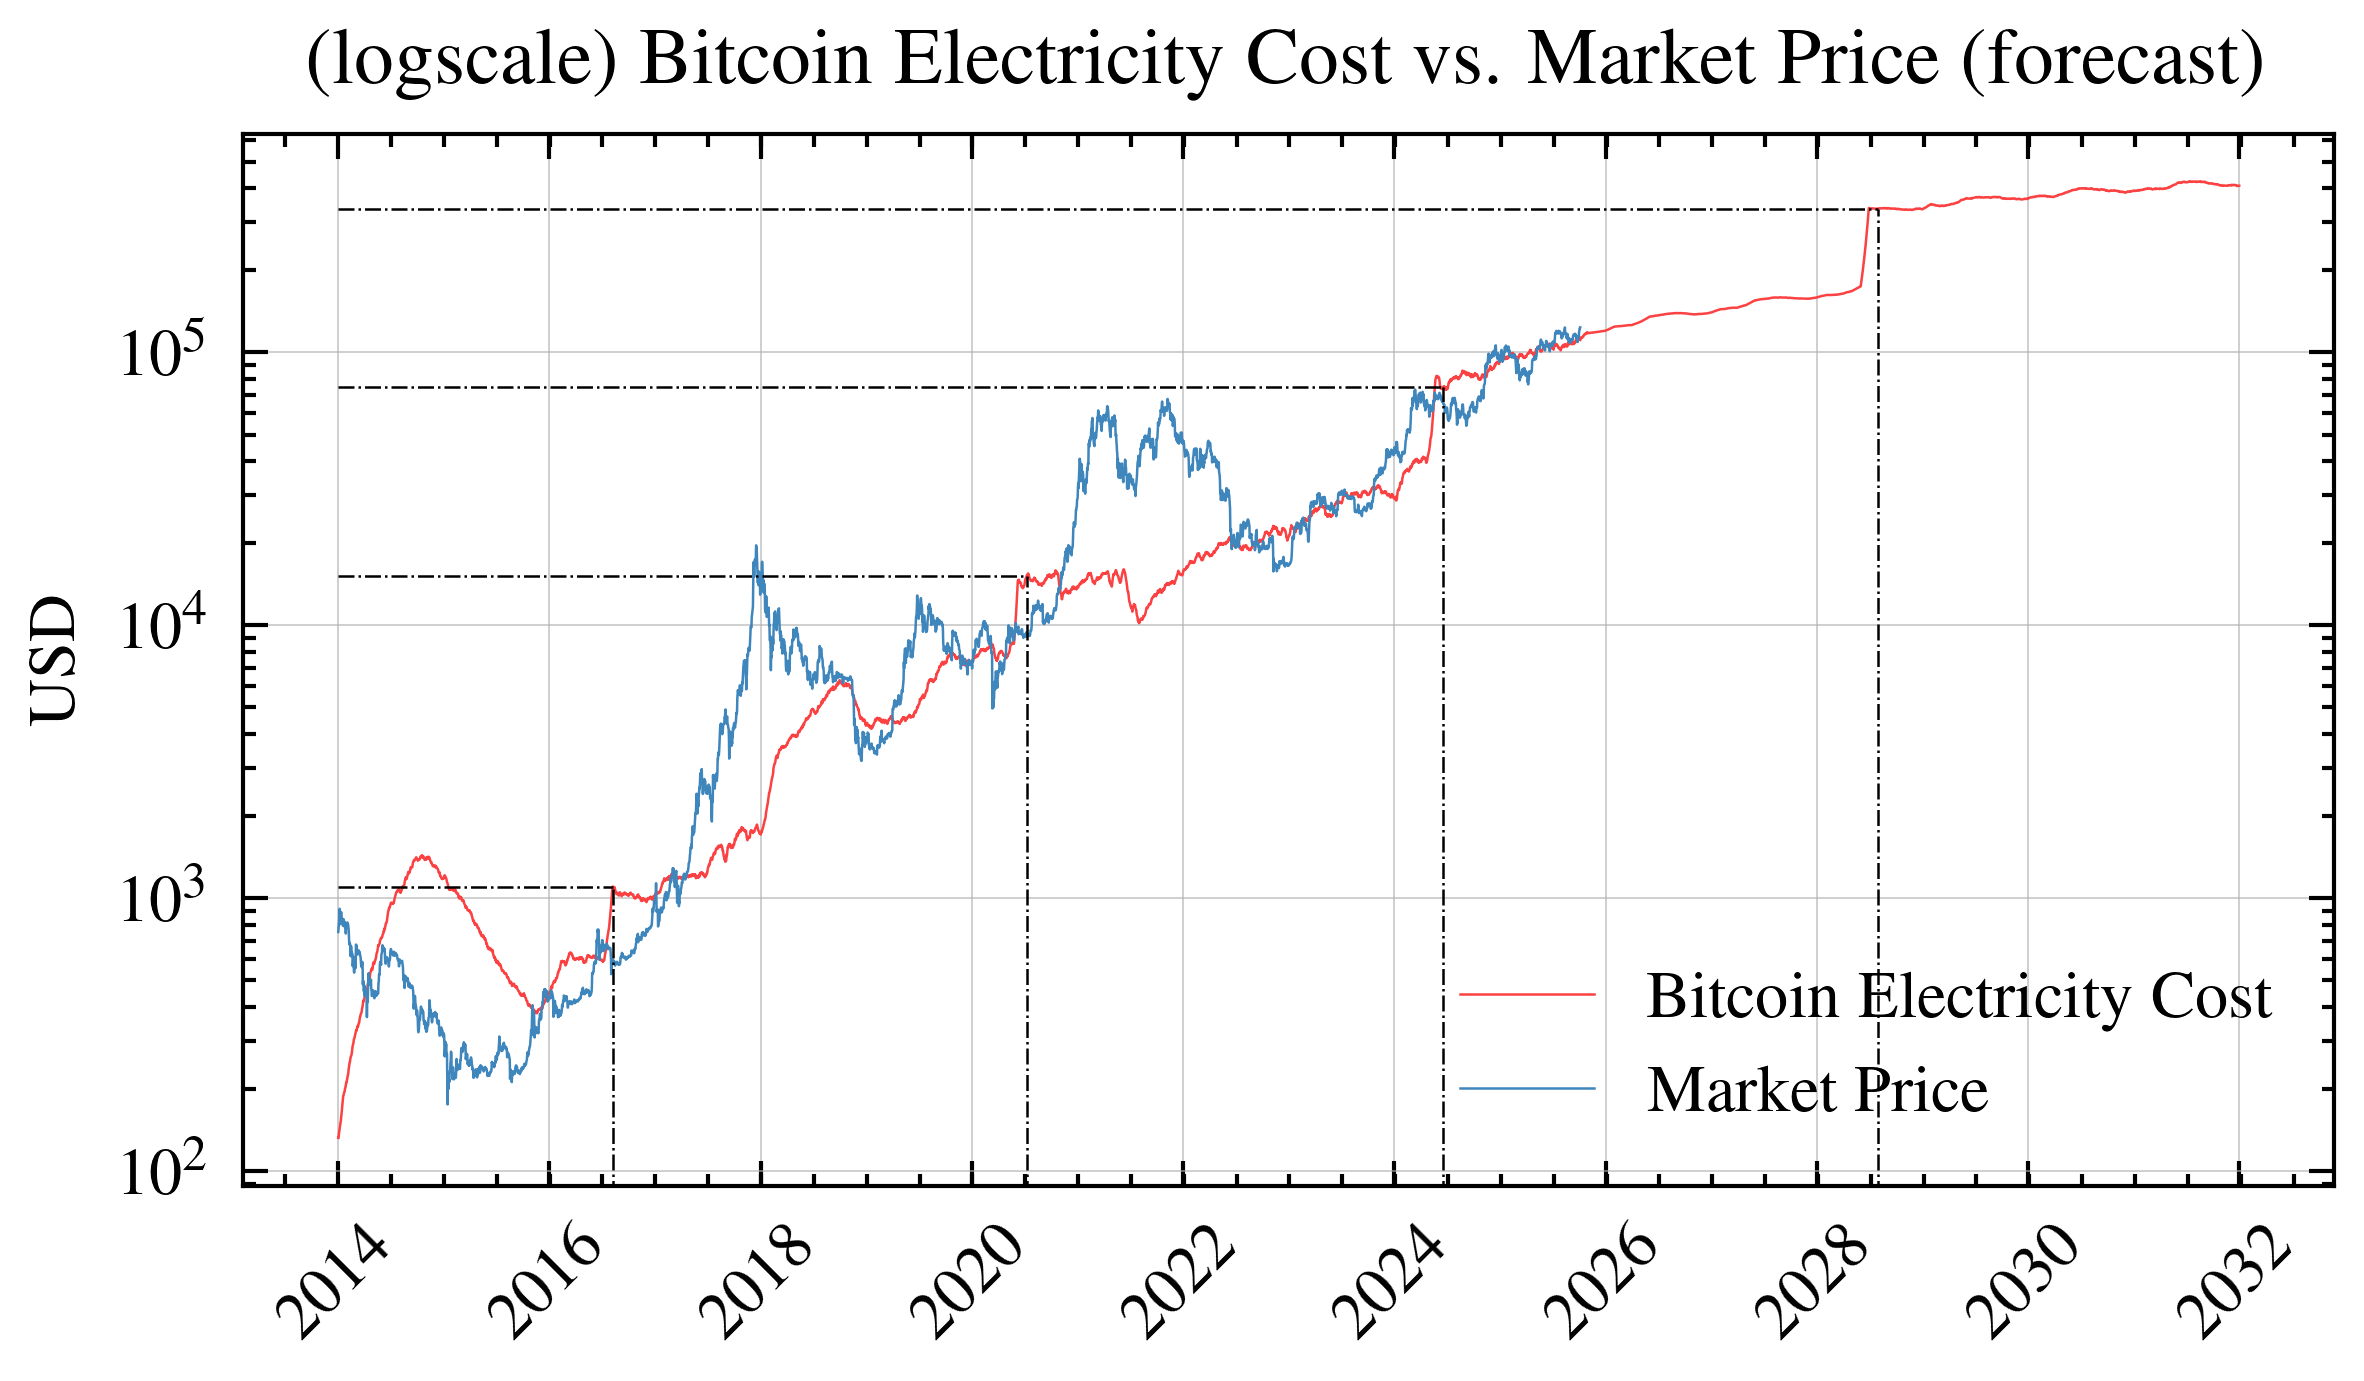 (logscale) Bitcoin Electricity Cost vs. Market Price (forecast)
USD
10^5
10^4
10^3
10^2
Bitcoin Electricity Cost
Market Price
2014 2016 2018 2020 2022 2024 2026 2028 2030 2032